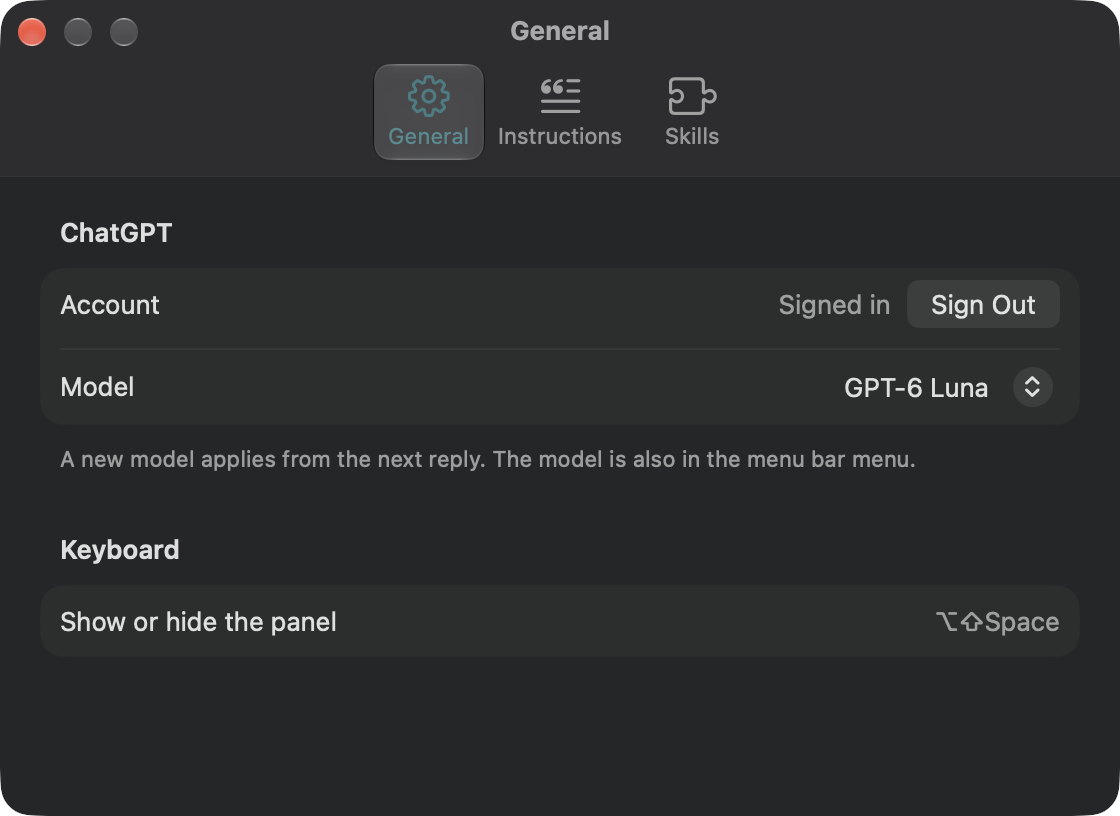 General
General
Instructions
Skills
ChatGPT
Account
Signed in
Sign Out
Model
GPT-6 Luna
A new model applies from the next reply. The model is also in the menu bar menu.
Keyboard
Show or hide the panel
⌥⇧Space